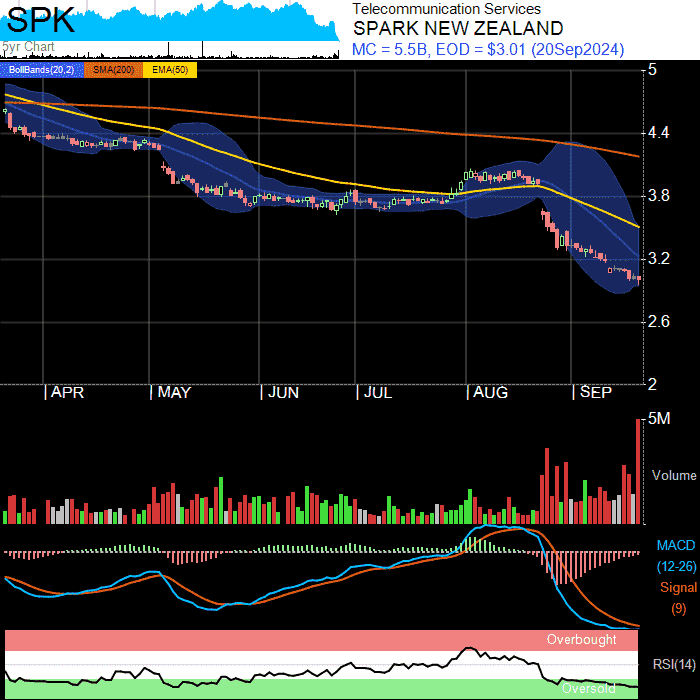 SPK
5yr Chart
Telecommunication Services
SPARK NEW ZEALAND
MC = 5.5B, EOD = $3.01 (20Sep2024)
BollBands(20,2) SMA(200) EMA(50)
5
4.4
3.8
3.2
2.6
2
APR MAY JUN JUL AUG SEP
5M
Volume
MACD
(12-26)
Signal
(9)
Overbought
RSI(14)
Oversold